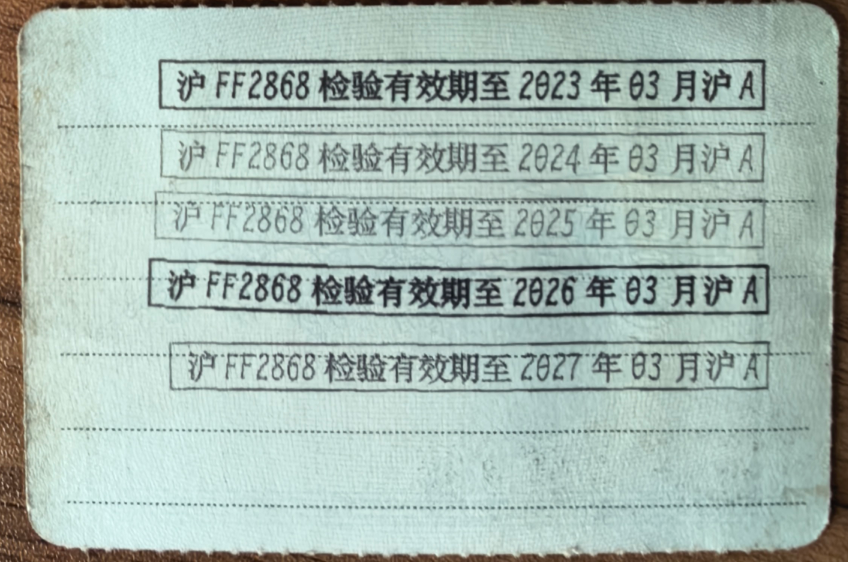 沪 FF2868 检验有效期至 2023 年 03 月沪 A
沪 FF2868 检验有效期至 2024 年 03 月沪 A
沪 FF2868 检验有效期至 2025 年 03 月沪 A
沪 FF2868 检验有效期至 2026 年 03 月沪 A
沪 FF2868 检验有效期至 2027 年 03 月沪 A